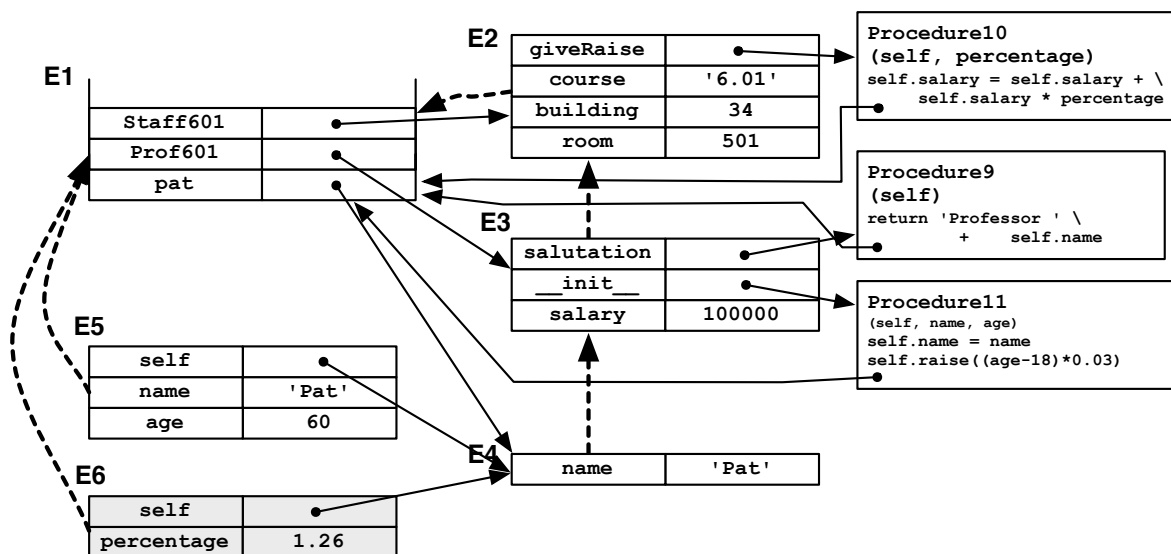 E1
Staff601
Prof601
pat
E2
giveRaise
course '6.01'
building 34
room 501
Procedure10
(self, percentage)
self.salary = self.salary + \
self.salary * percentage
Procedure9
(self)
return 'Professor ' \
+ self.name
E3
salutation
__init__
salary 100000
Procedure11
(self, name, age)
self.name = name
self.raise((age-18)*0.03)
E5
self
name 'Pat'
age 60
E4
name 'Pat'
E6
self
percentage 1.26